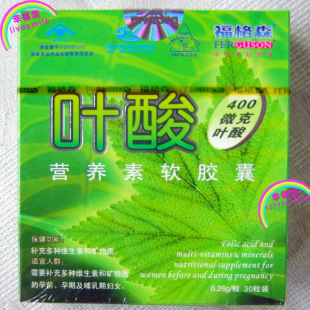 幸福猪
livesmile
福格森
FERGUSON
叶酸
400
微克
叶酸
营养素软胶囊
保健功能:
补充多种维生素和矿物质。
适宜人群:
需要补充多种维生素和矿物质
的孕前、孕期及哺乳期妇女。
Folic acid and
multi-vitamins & minerals
nutritional supplement for
women before and during pregnancy
0.26g/粒 30粒装